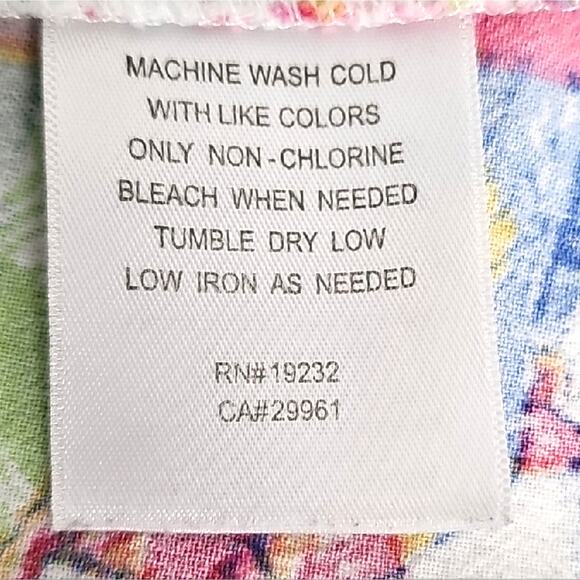 MACHINE WASH COLD
WITH LIKE COLORS
ONLY NON-CHLORINE
BLEACH WHEN NEEDED
TUMBLE DRY LOW
LOW IRON AS NEEDED
RN#19232
CA#29961